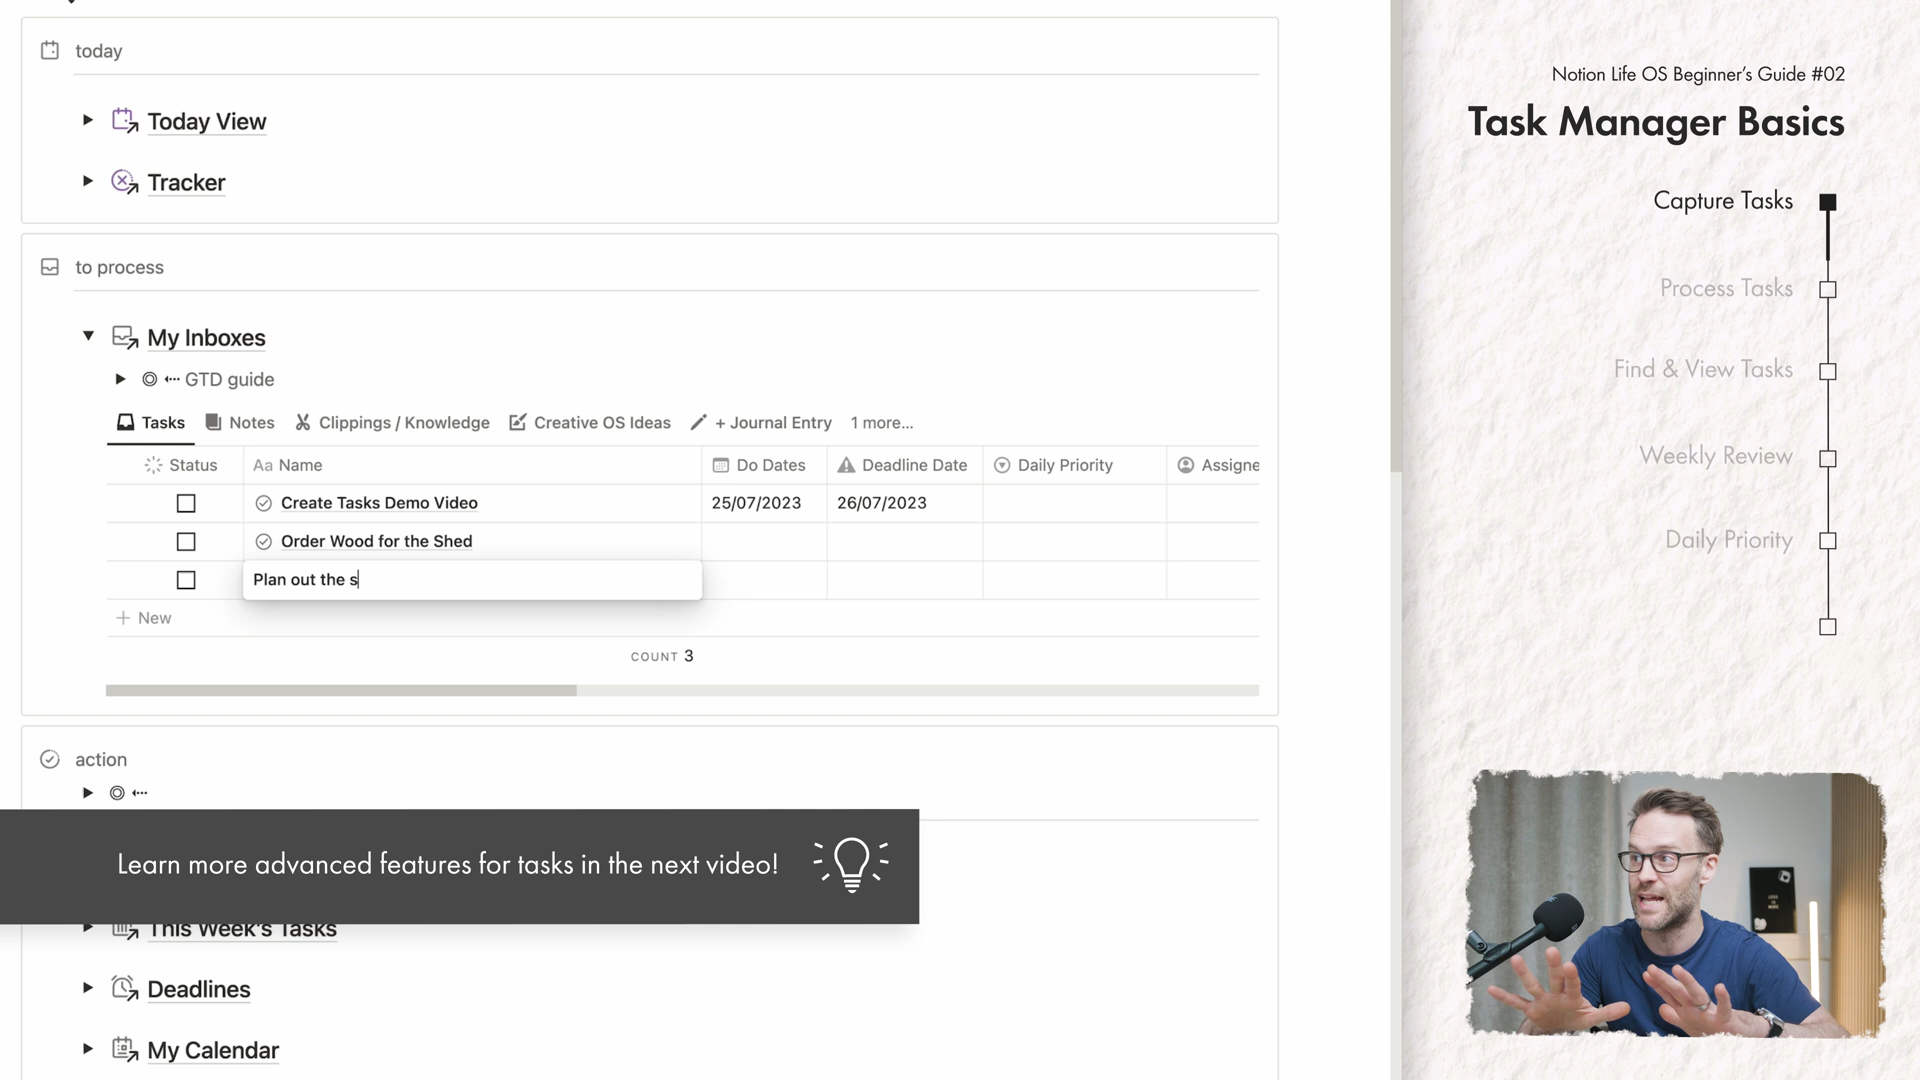 today
Today View
Tracker
to process
My Inboxes
GTD guide
Tasks Notes Clippings / Knowledge Creative OS Ideas + Journal Entry 1 more...
Status Aa Name Do Dates Deadline Date Daily Priority Assigne
Create Tasks Demo Video 25/07/2023 26/07/2023
Order Wood for the Shed
Plan out the s
+ New
COUNT 3
action
Learn more advanced features for tasks in the next video!
This Week's Tasks
Deadlines
My Calendar
Notion Life OS Beginner's Guide #02
Task Manager Basics
Capture Tasks
Process Tasks
Find & View Tasks
Weekly Review
Daily Priority